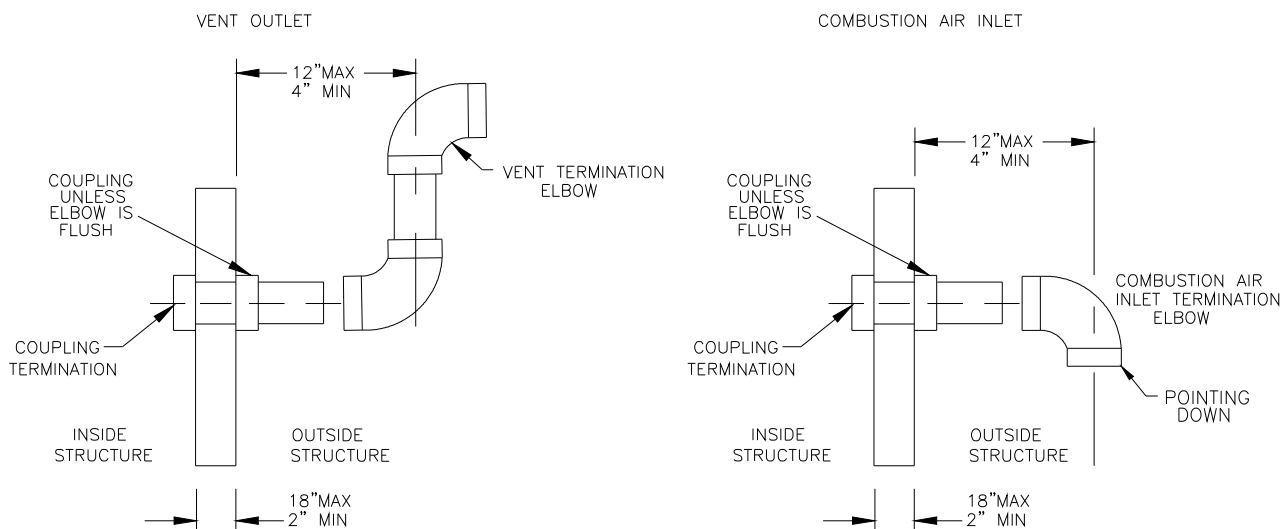 VENT OUTLET
12”MAX
4” MIN
VENT TERMINATION
ELBOW
COUPLING
UNLESS
ELBOW IS
FLUSH
COUPLING
TERMINATION
INSIDE
STRUCTURE
OUTSIDE
STRUCTURE
18”MAX
2” MIN
COMBUSTION AIR INLET
12”MAX
4” MIN
COUPLING
UNLESS
ELBOW IS
FLUSH
COMBUSTION AIR
INLET TERMINATION
ELBOW
COUPLING
TERMINATION
POINTING
DOWN
INSIDE
STRUCTURE
OUTSIDE
STRUCTURE
18”MAX
2” MIN